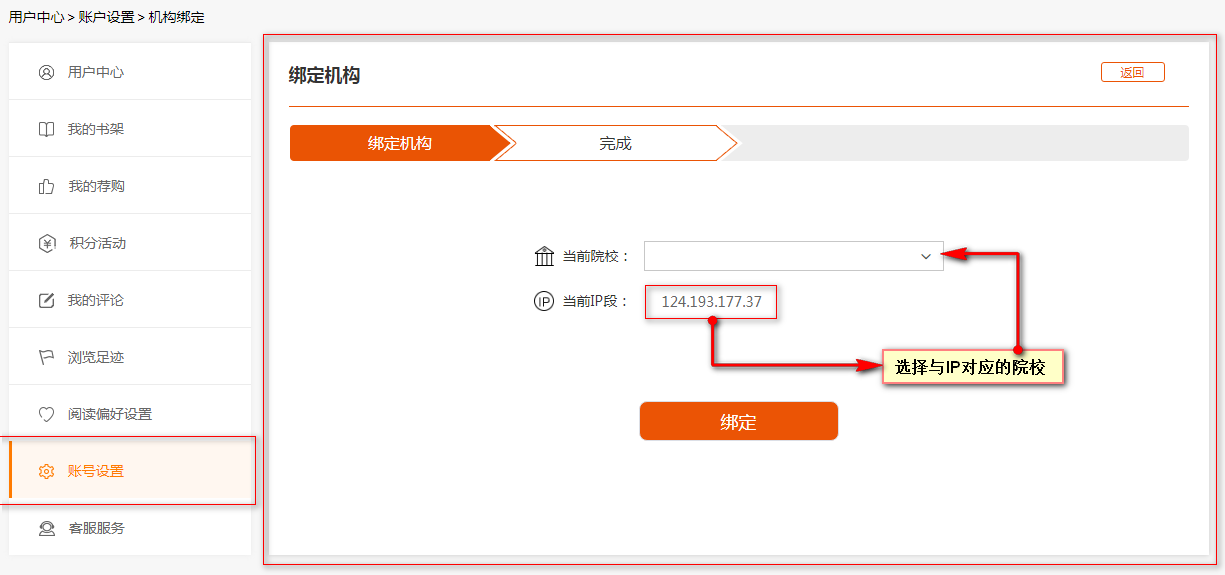 用户中心 > 账户设置 > 机构绑定
用户中心
我的书架
我的荐购
积分活动
我的评论
浏览足迹
阅读偏好设置
账号设置
客服服务
绑定机构
返回
绑定机构
完成
当前院校：
IP 当前IP段： 124.193.177.37
选择与IP对应的院校
绑定